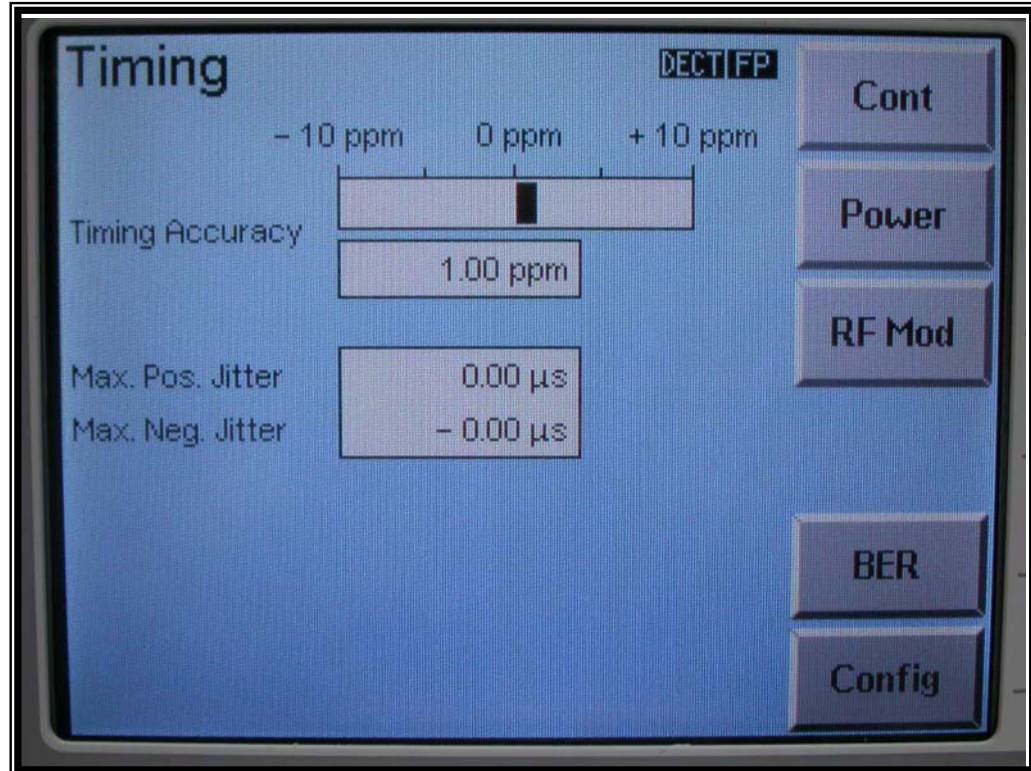 Timing
DECT FP
– 10 ppm 0 ppm + 10 ppm
Timing Accuracy
1.00 ppm
Max. Pos. Jitter 0.00 µs
Max. Neg. Jitter – 0.00 µs
Cont
Power
RF Mod
BER
Config